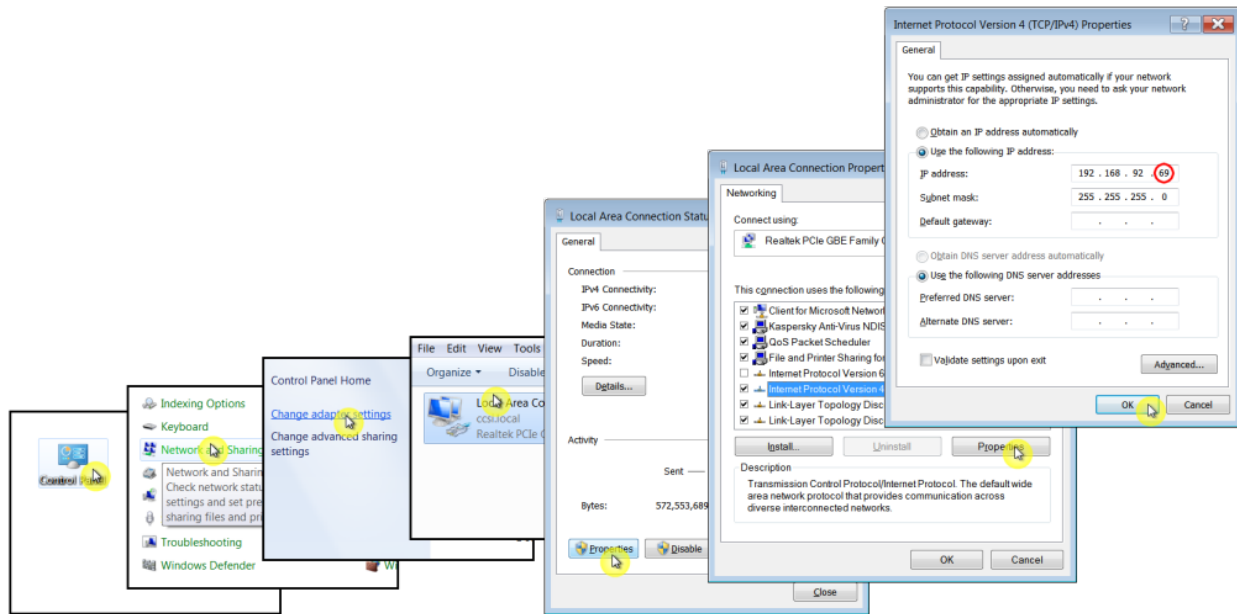 Control Panel
Indexing Options
Keyboard
Network and Sharing
Network and Sharin
Check network statu
settings and set pre
sharing files and pri
Troubleshooting
Windows Defender
Wi
Control Panel Home
Change adapter settings
Change advanced sharing
settings
File Edit View Tools
Organize Disable
Local Area Co
ccsi.local
Realtek PCIe G
Local Area Connection Statu
General
Connection
IPv4 Connectivity:
IPv6 Connectivity:
Media State:
Duration:
Speed:
Details...
Activity
Sent
Bytes: 572,553,689
Properties Disable
Close
Local Area Connection Propert
Networking
Connect using:
Realtek PCIe GBE Family C
This connection uses the following
Client for Microsoft Networ
Kaspersky Anti-Virus NDIS
QoS Packet Scheduler
File and Printer Sharing for
Internet Protocol Version 6
Internet Protocol Version 4
Link-Layer Topology Disc
Link-Layer Topology Disc
Install... Uninstall Properties
Description
Transmission Control Protocol/Internet Protocol. The default wide
area network protocol that provides communication across
diverse interconnected networks.
OK Cancel
Internet Protocol Version 4 (TCP/IPv4) Properties
General
You can get IP settings assigned automatically if your network
supports this capability. Otherwise, you need to ask your network
administrator for the appropriate IP settings.
Obtain an IP address automatically
Use the following IP address:
IP address: 192 . 168 . 92 . 69
Subnet mask: 255 . 255 . 255 . 0
Default gateway: . . .
Obtain DNS server address automatically
Use the following DNS server addresses
Preferred DNS server: . . .
Alternate DNS server: . . .
Validate settings upon exit
Advanced...
OK Cancel